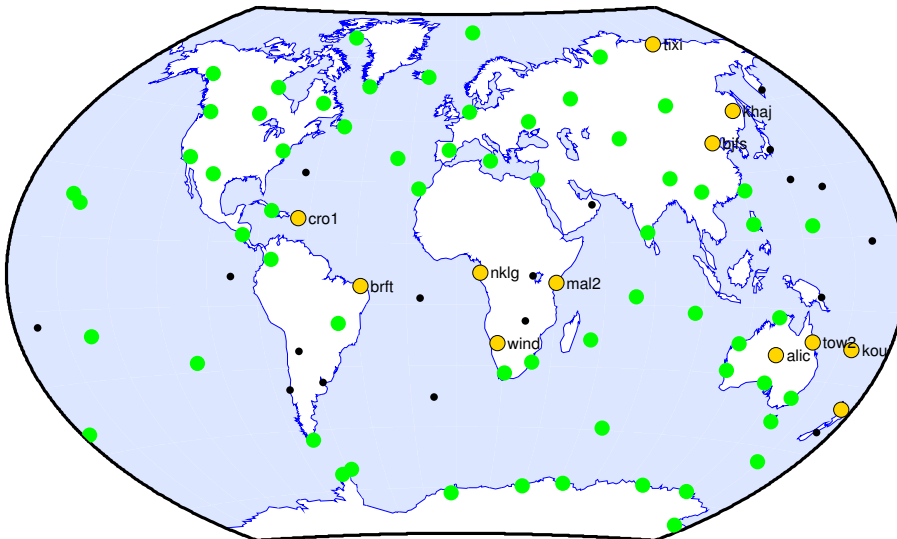 tixi
khaj
bjfs
cro1
nklg
mal2
brft
wind
tow2
alic
kou